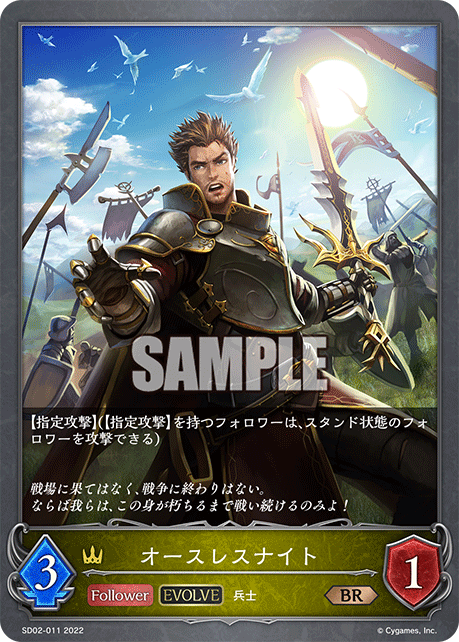 SAMPLE
【指定攻撃】(【指定攻撃】を持つフォロワーは、スタンド状態のフォ
ロワーを攻撃できる)
戦場に果てはなく、戦争に終わりはない。
ならば我らは、この身が朽ちるまで戦い続けるのみよ!
3
オースレスナイト
1
Follower EVOLVE 兵士 BR
SD02-011 2022 © Cygames, Inc.